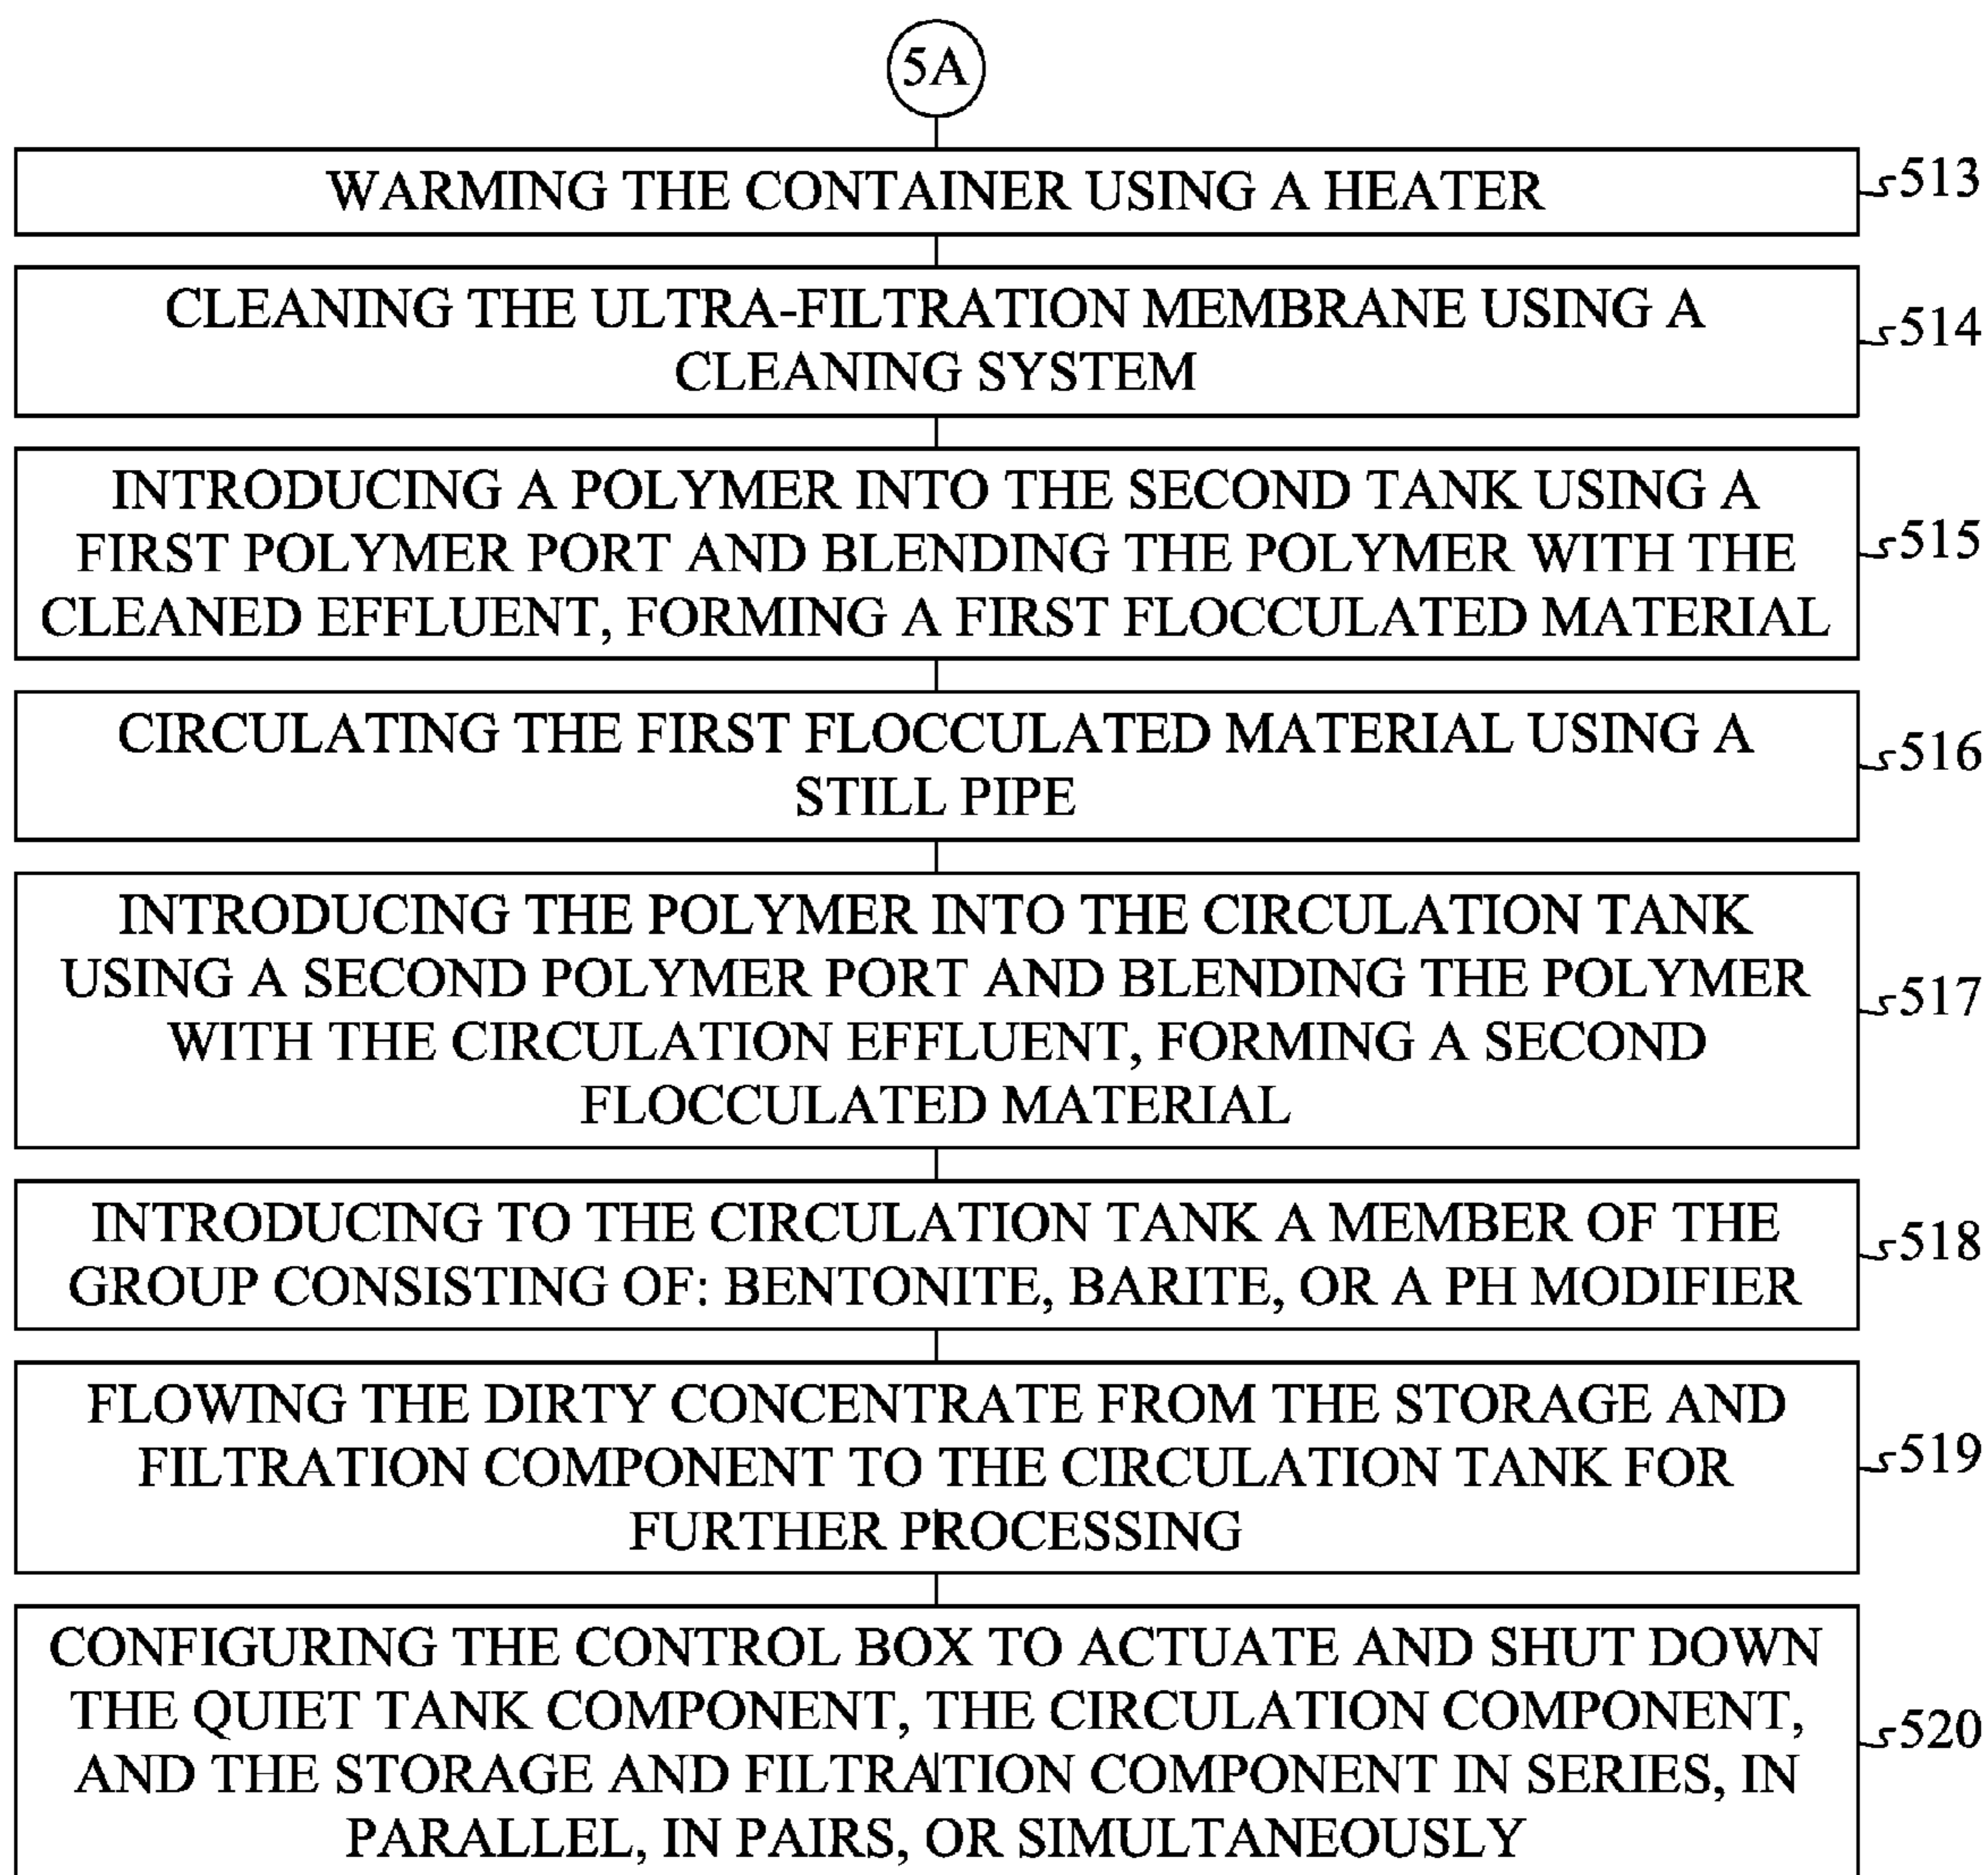 5A
WARMING THE CONTAINER USING A HEATER
513
CLEANING THE ULTRA-FILTRATION MEMBRANE USING A
CLEANING SYSTEM
514
INTRODUCING A POLYMER INTO THE SECOND TANK USING A
FIRST POLYMER PORT AND BLENDING THE POLYMER WITH THE
CLEANED EFFLUENT, FORMING A FIRST FLOCCULATED MATERIAL
515
CIRCULATING THE FIRST FLOCCULATED MATERIAL USING A
STILL PIPE
516
INTRODUCING THE POLYMER INTO THE CIRCULATION TANK
USING A SECOND POLYMER PORT AND BLENDING THE POLYMER
WITH THE CIRCULATION EFFLUENT, FORMING A SECOND
FLOCCULATED MATERIAL
517
INTRODUCING TO THE CIRCULATION TANK A MEMBER OF THE
GROUP CONSISTING OF: BENTONITE, BARITE, OR A PH MODIFIER
518
FLOWING THE DIRTY CONCENTRATE FROM THE STORAGE AND
FILTRATION COMPONENT TO THE CIRCULATION TANK FOR
FURTHER PROCESSING
519
CONFIGURING THE CONTROL BOX TO ACTUATE AND SHUT DOWN
THE QUIET TANK COMPONENT, THE CIRCULATION COMPONENT,
AND THE STORAGE AND FILTRATION COMPONENT IN SERIES, IN
PARALLEL, IN PAIRS, OR SIMULTANEOUSLY
520